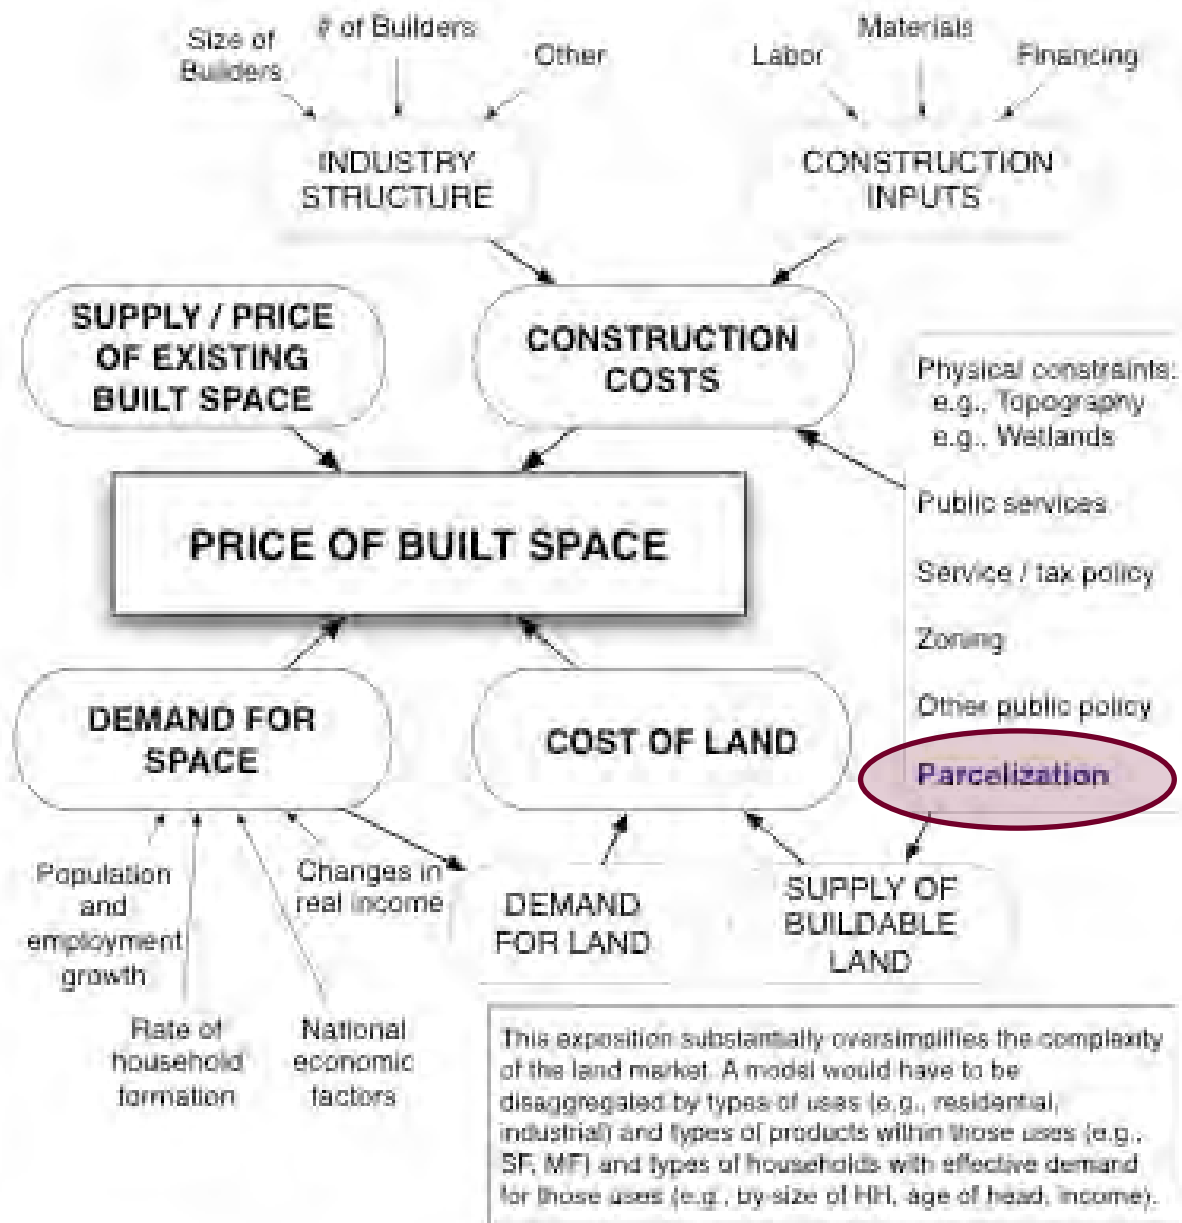 Size of
Builders
# of Builders
Other
Labor
Materials
Financing
INDUSTRY
STRUCTURE
CONSTRUCTION
INPUTS
SUPPLY / PRICE
OF EXISTING
BUILT SPACE
CONSTRUCTION
COSTS
Physical constraints:
e.g., Topography
e.g., Wetlands
Public services
Service / tax policy
Zoning
Other public policy
Parcelization
PRICE OF BUILT SPACE
DEMAND FOR
SPACE
COST OF LAND
Population
and
employment
growth
Changes in
real income
Rate of
household
formation
National
economic
factors
DEMAND
FOR LAND
SUPPLY OF
BUILDABLE
LAND
This exposition substantially oversimplifies the complexity
of the land market. A model would have to be
disaggregated by types of uses (e.g., residential,
industrial) and types of products within those uses (e.g.,
SF, MF) and types of households with effective demand
for those uses (e.g., by size of HH, age of head, income).